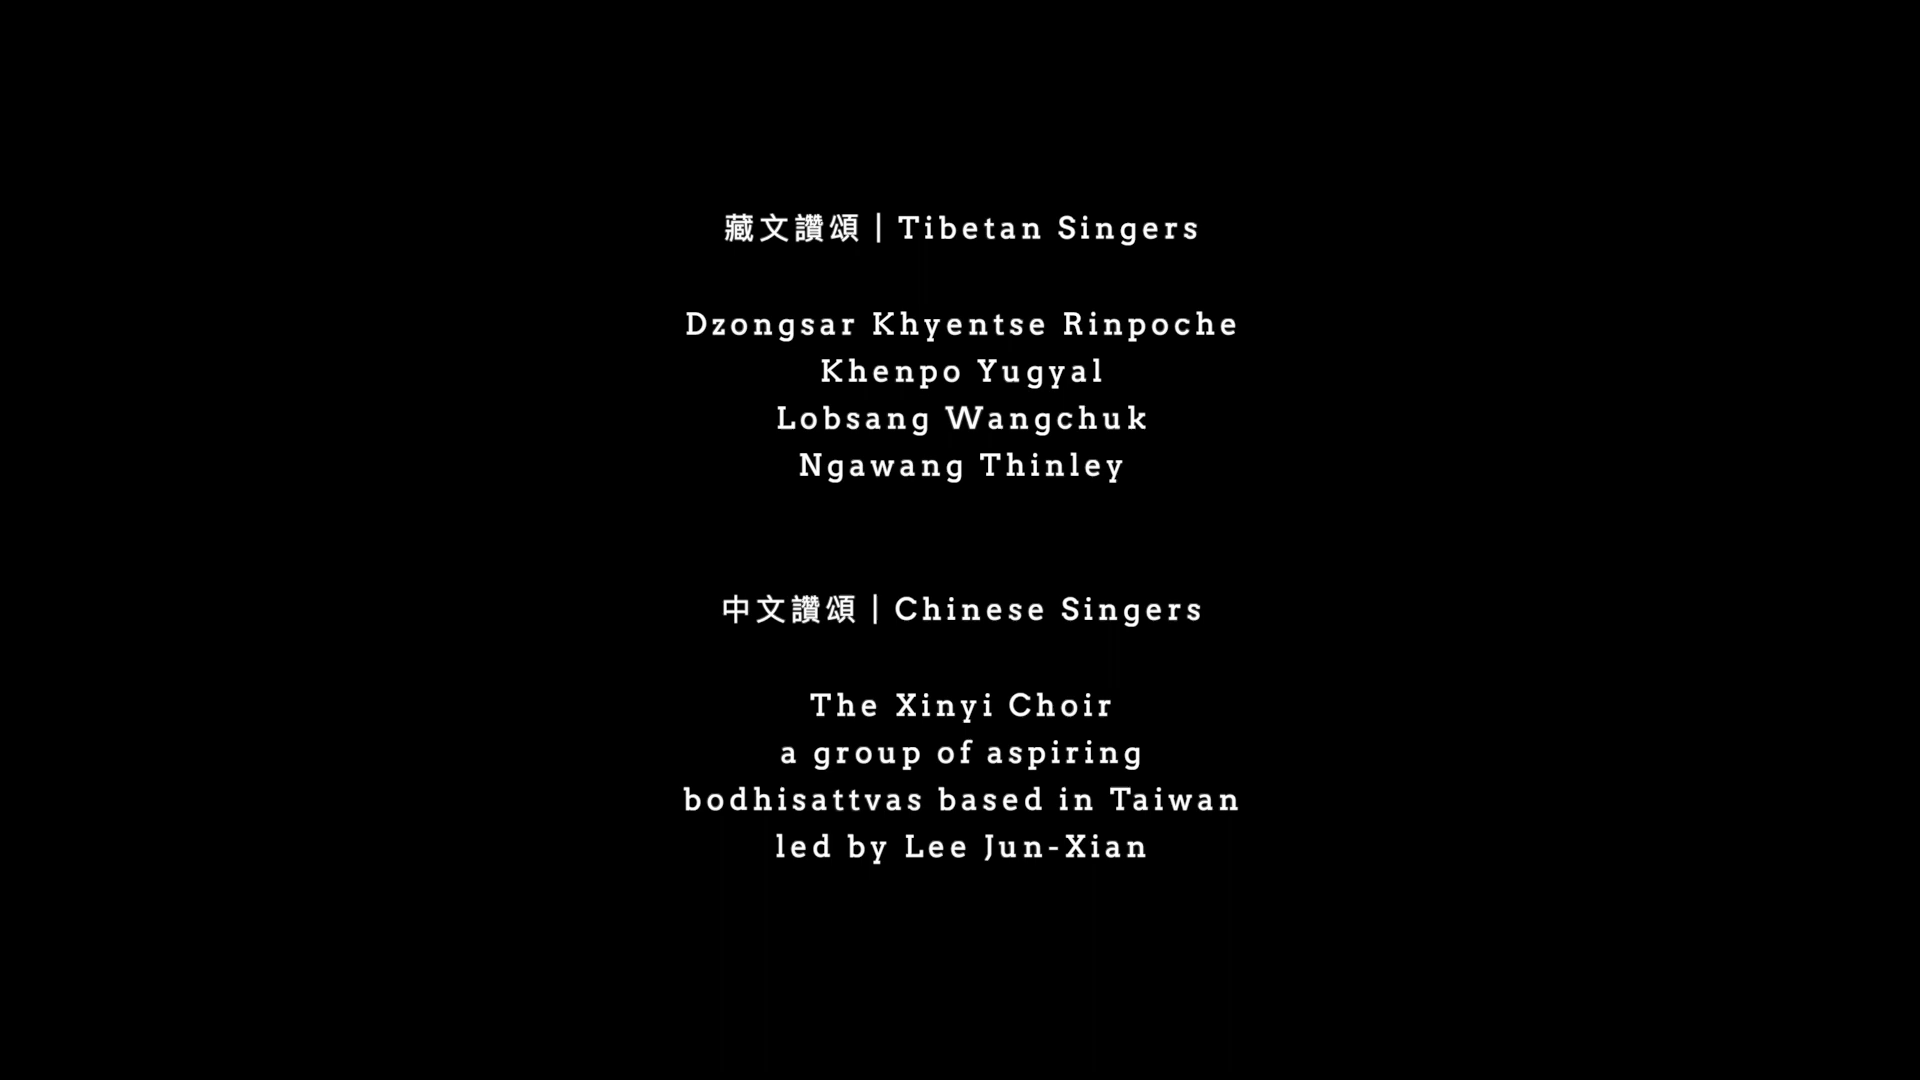 藏文讚頌 | Tibetan Singers
Dzongsar Khyentse Rinpoche
Khenpo Yugyal
Lobsang Wangchuk
Ngawang Thinley
中文讚頌 | Chinese Singers
The Xinyi Choir
a group of aspiring
bodhisattvas based in Taiwan
led by Lee Jun-Xian